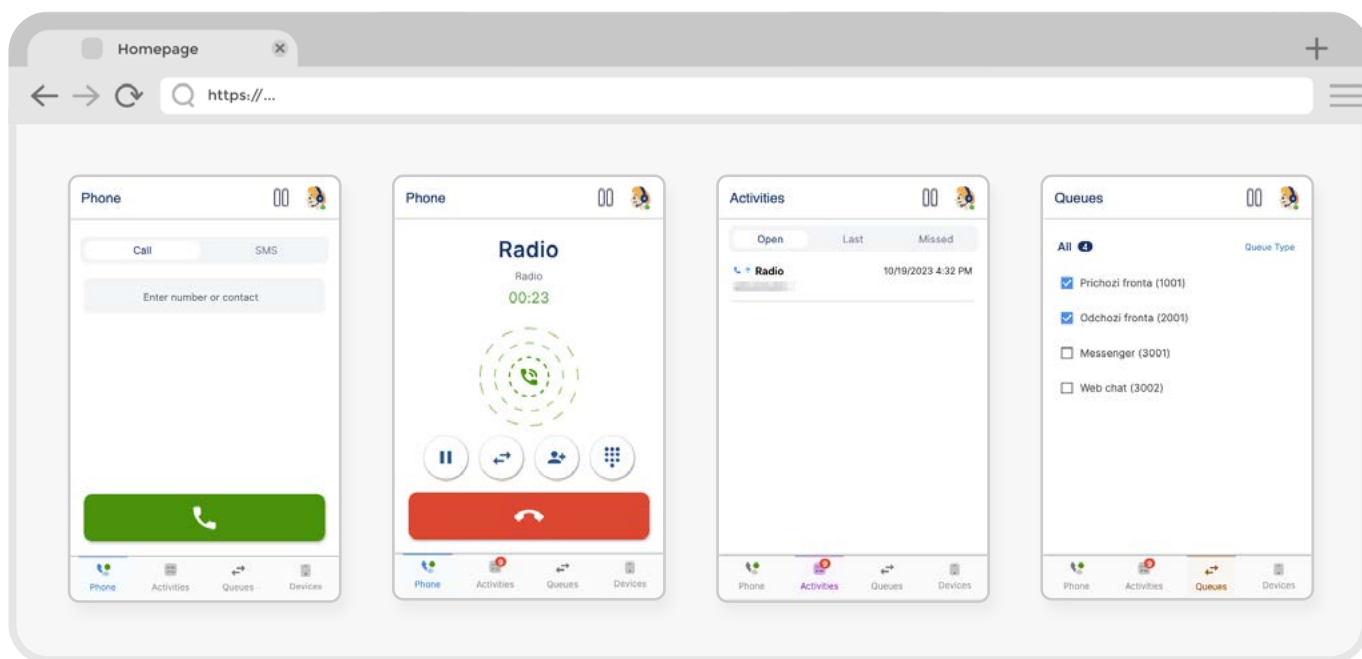 Homepage
https://...
Phone
Call SMS
Enter number or contact
Phone Activities Queues Devices
Phone
Radio
Radio
00:23
Phone Activities Queues Devices
Activities
Open Last Missed
Radio 10/19/2023 4:32 PM
Phone Activities Queues Devices
Queues
All 4 Queue Type
Prichozi fronta (1001)
Odchozi fronta (2001)
Messenger (3001)
Web chat (3002)
Phone Activities Queues Devices